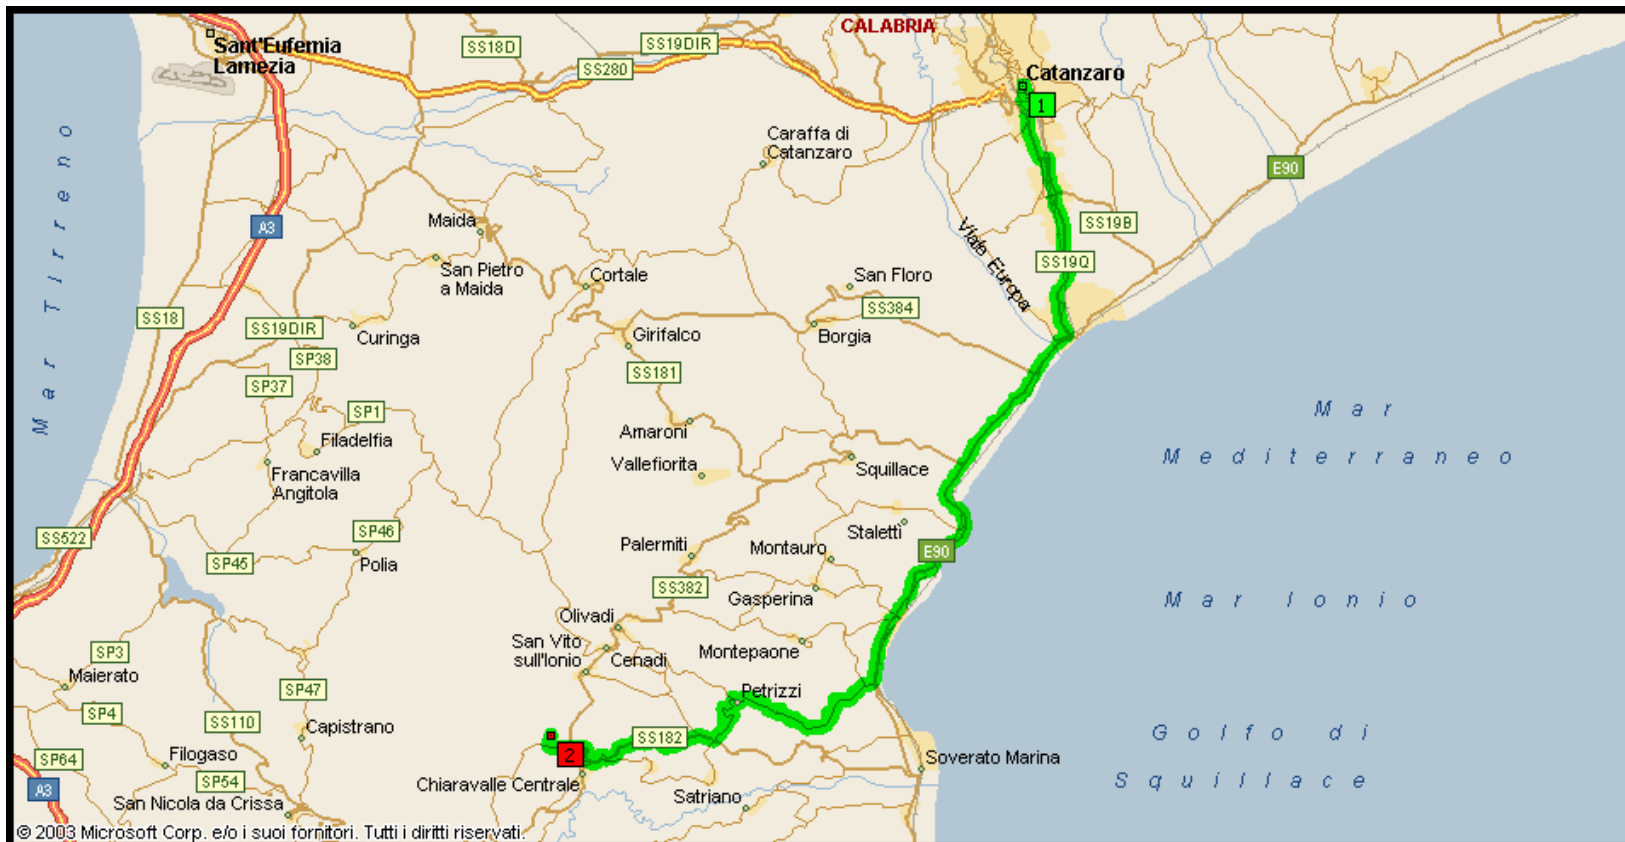 CALABRIA
Sant'Eufemia
Lamezia
SS18D
SS19DIR
SS280
Catanzaro
1
Caraffa di
Catanzaro
E90
Mar Tirreno
A3
Maida
San Pietro
a Maida
Cortale
San Floro
SS384
Viale Europa
SS19B
SS19Q
SS18
SS19DIR
Curinga
SP38
SP37
Girifalco
Borgia
SS181
SP1
Filadelfia
Francavilla
Angitola
Amaroni
Vallefiorita
Squillace
Mar
Mediterraneo
SS522
SP46
SP45
Polia
Palermiti
Montauro
Stalettì
E90
SS382
Gasperina
Mar Ionio
Olivadi
San Vito
sull'Ionio
Cenadi
Montepaone
SP3
Maierato
SP47
Petrizzi
SP4
SS110
Capistrano
SS182
Golfo di
Squillace
SP64
Filogaso
2
Soverato Marina
A3
SP54
Chiaravalle Centrale
San Nicola da Crissa
Satriano
© 2003 Microsoft Corp. e/o i suoi fornitori. Tutti i diritti riservati.